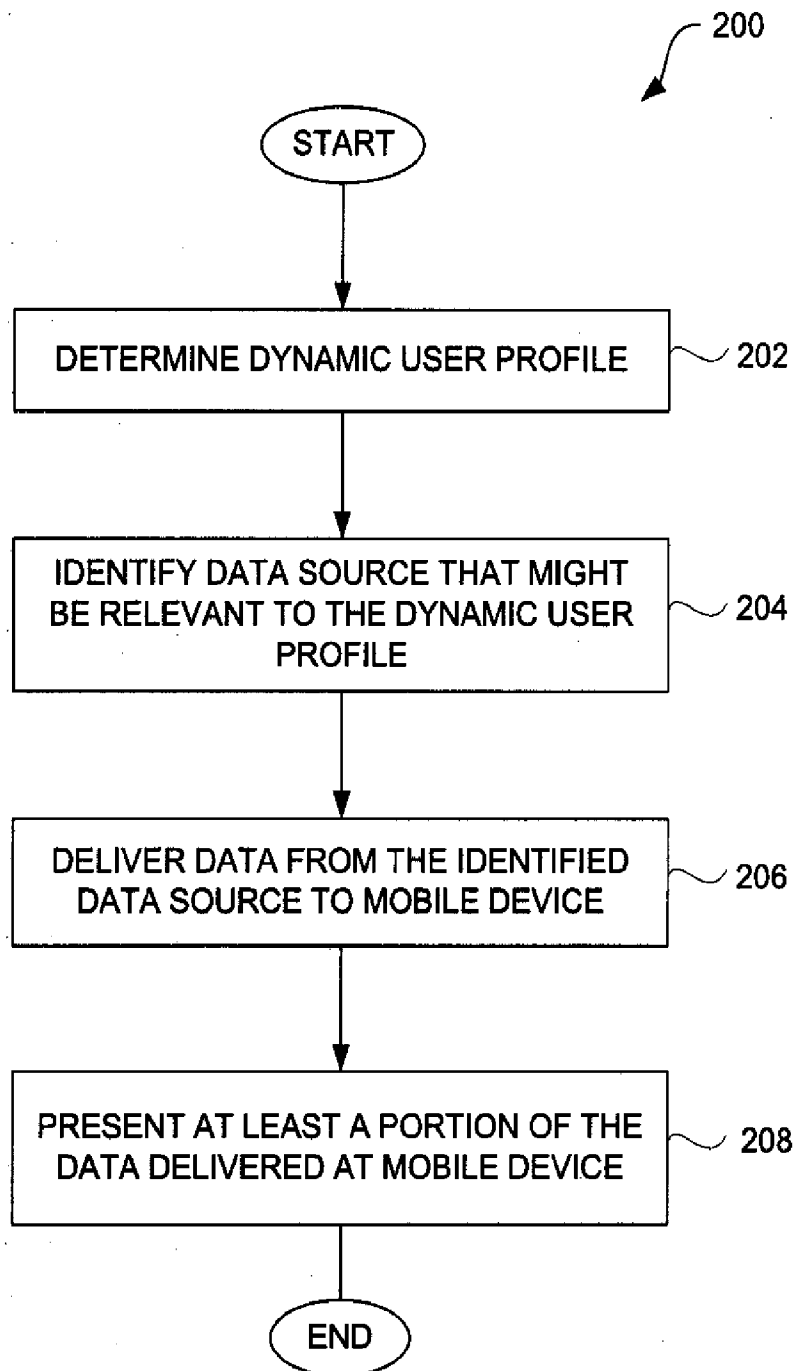 200
START
DETERMINE DYNAMIC USER PROFILE
202
IDENTIFY DATA SOURCE THAT MIGHT
BE RELEVANT TO THE DYNAMIC USER
PROFILE
204
DELIVER DATA FROM THE IDENTIFIED
DATA SOURCE TO MOBILE DEVICE
206
PRESENT AT LEAST A PORTION OF THE
DATA DELIVERED AT MOBILE DEVICE
208
END